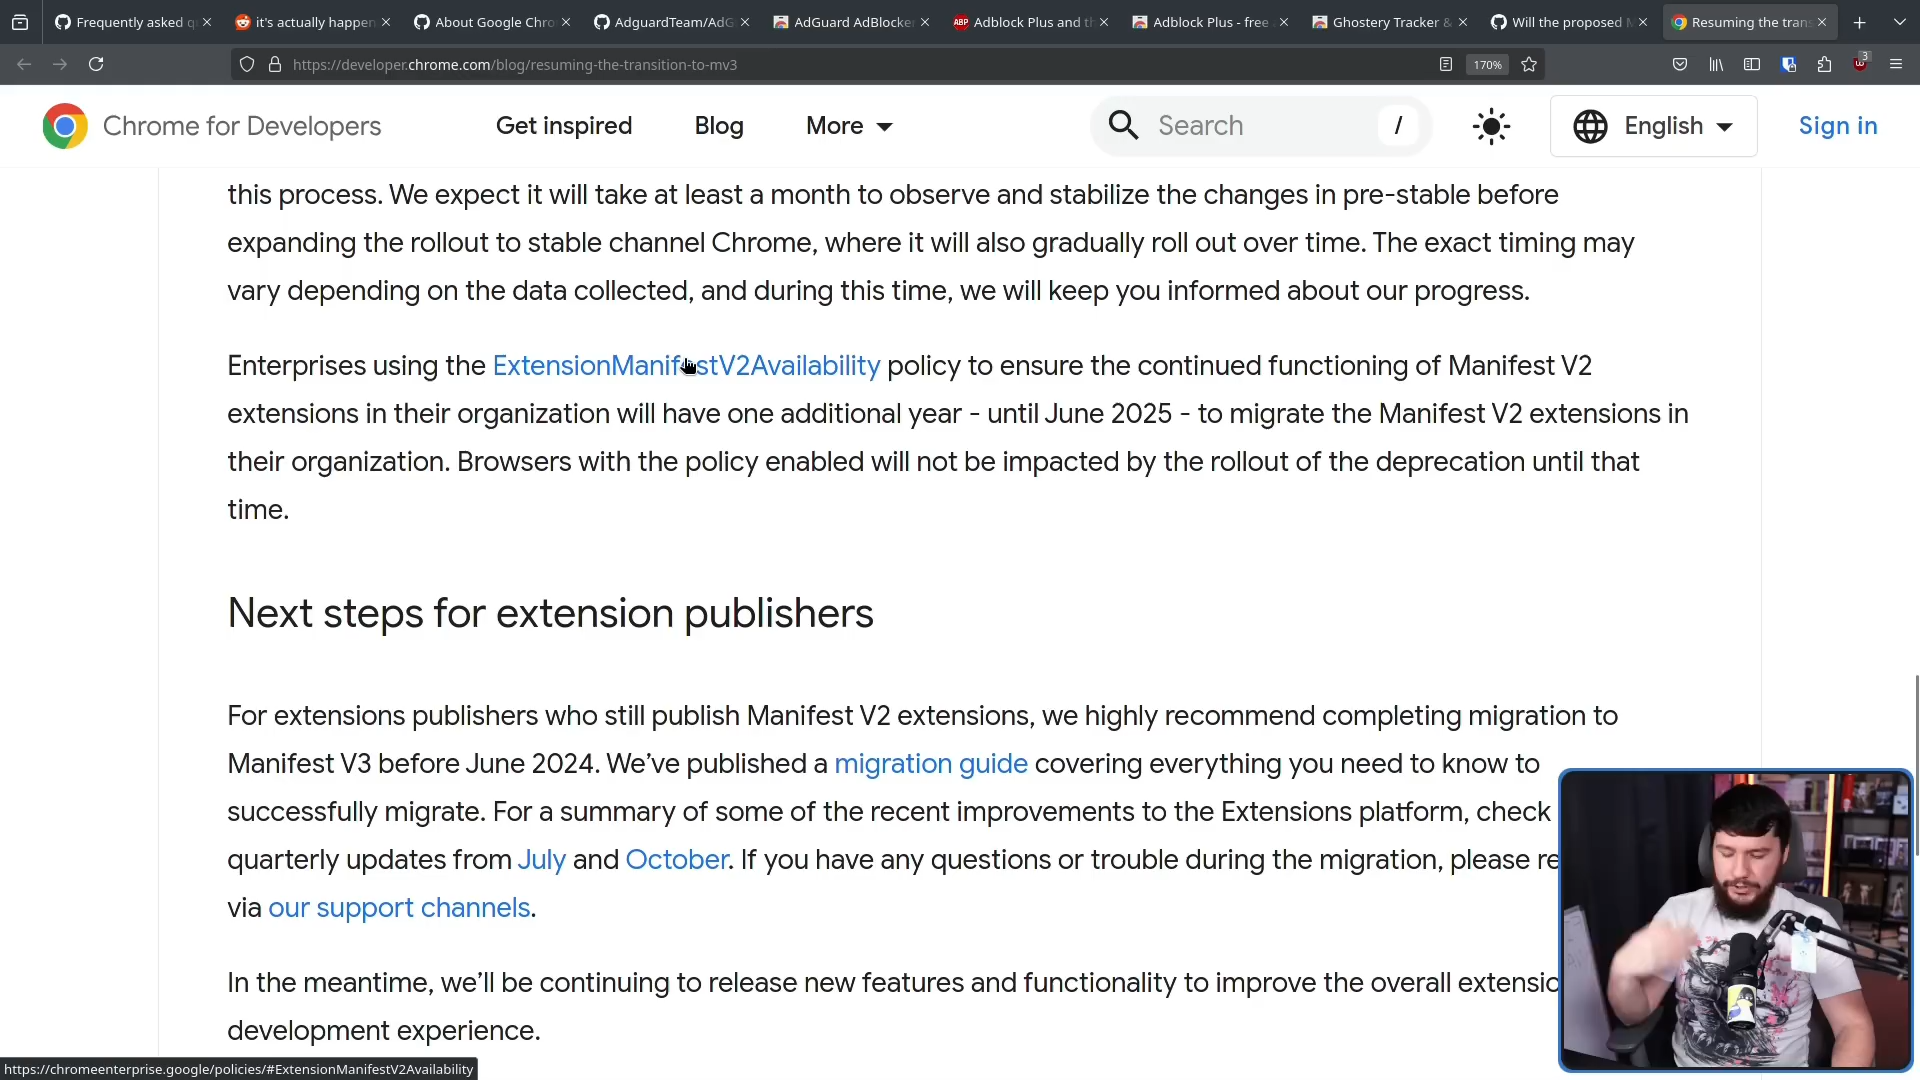 Frequently asked q
it's actually happen
About Google Chro
AdguardTeam/AdG
AdGuard AdBlocke
ABP
Adblock Plus and th
Adblock Plus - free
Ghostery Tracker &
Will the proposed M
Resuming the trans
https://developer.chrome.com/blog/resuming-the-transition-to-mv3
170%
3
Chrome for Developers
Get inspired
Blog
More
Search
/
English
Sign in
this process. We expect it will take at least a month to observe and stabilize the changes in pre-stable before
expanding the rollout to stable channel Chrome, where it will also gradually roll out over time. The exact timing may
vary depending on the data collected, and during this time, we will keep you informed about our progress.
Enterprises using the ExtensionManifestV2Availability policy to ensure the continued functioning of Manifest V2
extensions in their organization will have one additional year - until June 2025 - to migrate the Manifest V2 extensions in
their organization. Browsers with the policy enabled will not be impacted by the rollout of the deprecation until that
time.
Next steps for extension publishers
For extensions publishers who still publish Manifest V2 extensions, we highly recommend completing migration to
Manifest V3 before June 2024. We’ve published a migration guide covering everything you need to know to
successfully migrate. For a summary of some of the recent improvements to the Extensions platform, check
quarterly updates from July and October. If you have any questions or trouble during the migration, please re
via our support channels.
In the meantime, we’ll be continuing to release new features and functionality to improve the overall extensio
development experience.
https://chromeenterprise.google/policies/#ExtensionManifestV2Availability